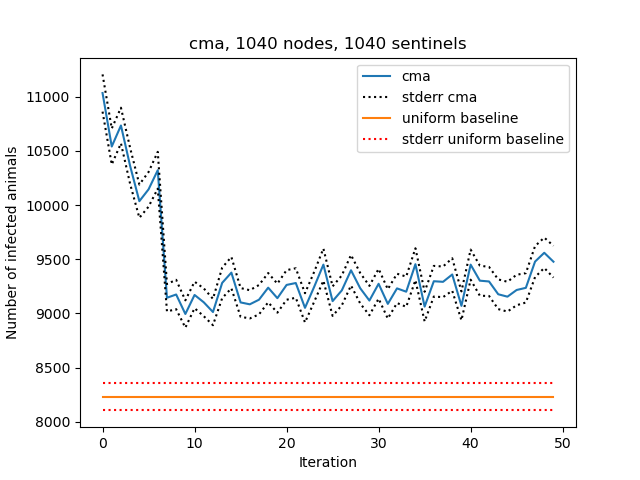 cma, 1040 nodes, 1040 sentinels
cma
stderr cma
uniform baseline
stderr uniform baseline
Number of infected animals
11000
10500
10000
9500
9000
8500
8000
0 10 20 30 40 50
Iteration